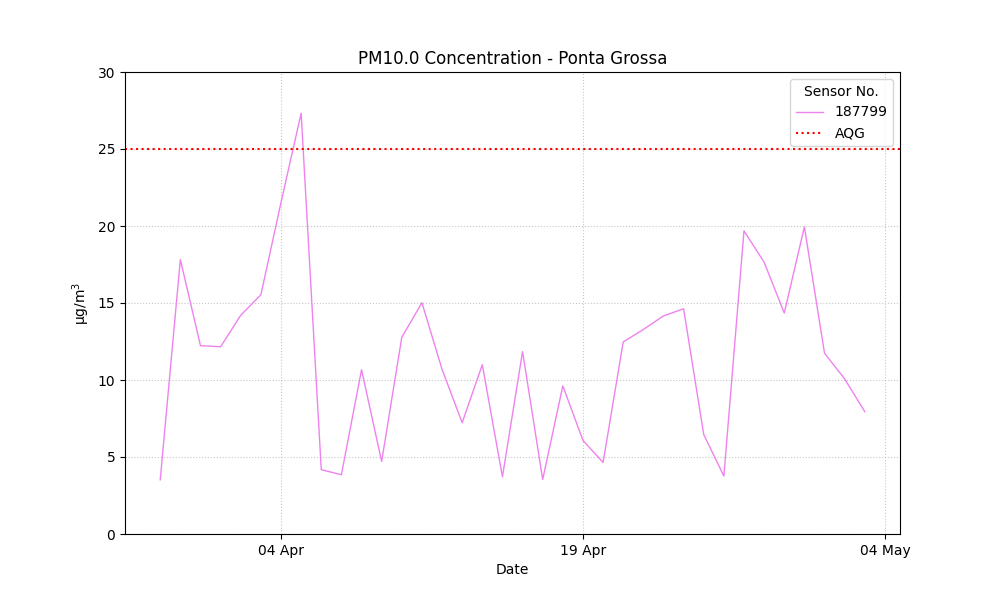 PM10.0 Concentration - Ponta Grossa
Sensor No.
187799
AQG
30
25
20
15
10
5
0
µg/m³
04 Apr
19 Apr
04 May
Date